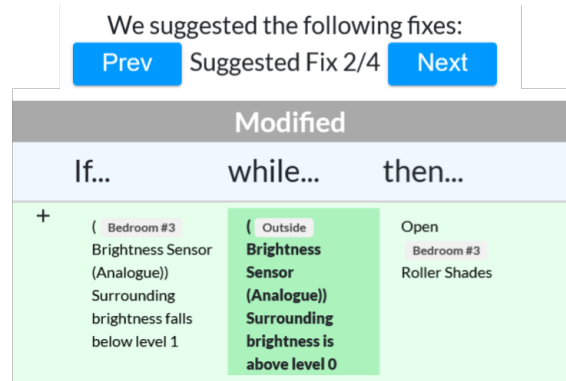 We suggested the following fixes:
Prev Suggested Fix 2/4 Next
Modified
If... while... then...
+
( Bedroom #3
Brightness Sensor
(Analogue))
Surrounding
brightness falls
below level 1
( Outside
Brightness
Sensor
(Analogue))
Surrounding
brightness is
above level 0
Open
Bedroom #3
Roller Shades